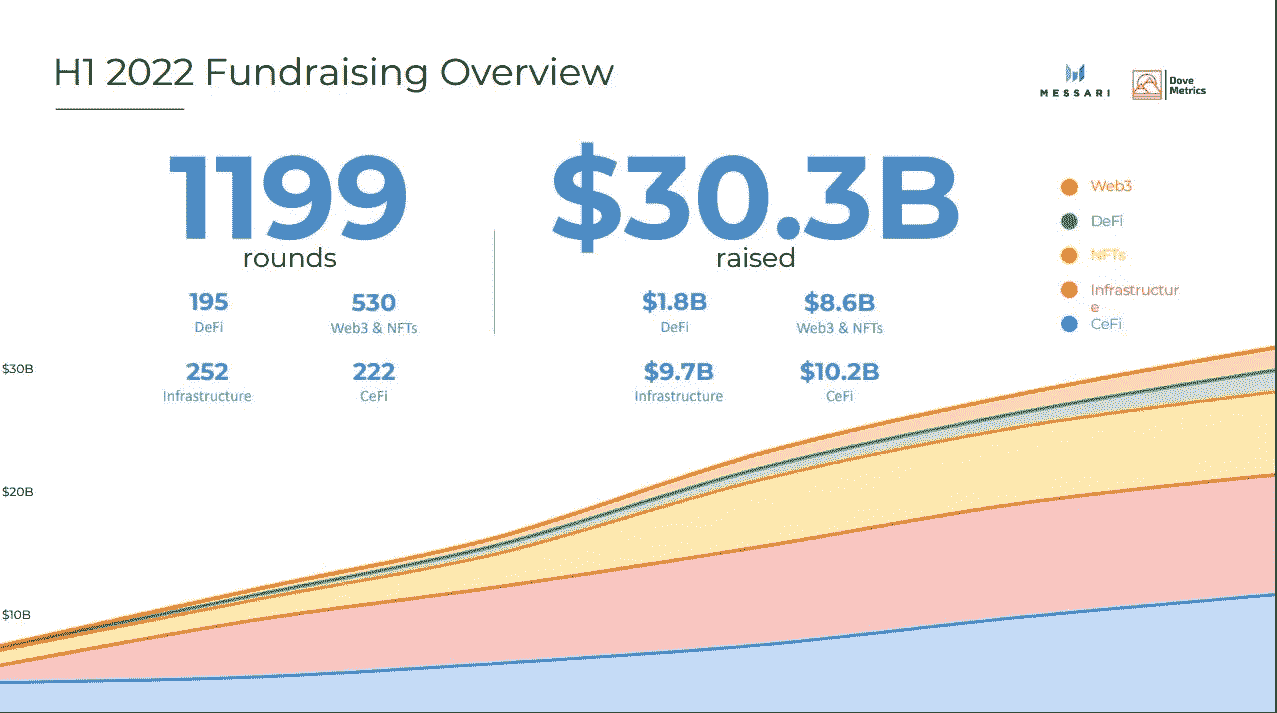 H1 2022 Fundraising Overview
MESSARI
Dove
Metrics
1199
rounds
$30.3B
raised
195
DeFi
530
Web3 & NFTs
252
Infrastructure
222
CeFi
$1.8B
DeFi
$8.6B
Web3 & NFTs
$9.7B
Infrastructure
$10.2B
CeFi
Web3
DeFi
NFTs
Infrastructur
e
CeFi
$30B
$20B
$10B